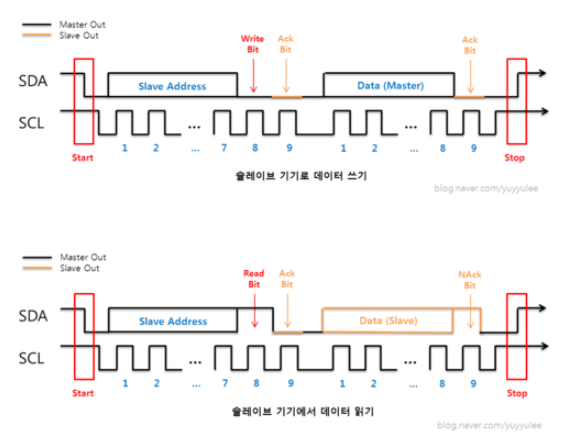 Master Out
Slave Out
Write Bit
Ack Bit
Ack Bit
SDA
Slave Address
Data (Master)
SCL
1 2 ... 7 8 9 1 2 ... 8 9
Start
Stop
슬레이브 기기로 데이터 쓰기
blog.naver.com/yuyyulee
Master Out
Slave Out
Read Bit
Ack Bit
NAck Bit
SDA
Slave Address
Data (Slave)
SCL
1 2 ... 7 8 9 1 2 ... 8 9
Start
Stop
슬레이브 기기에서 데이터 읽기
blog.naver.com/yuyyulee